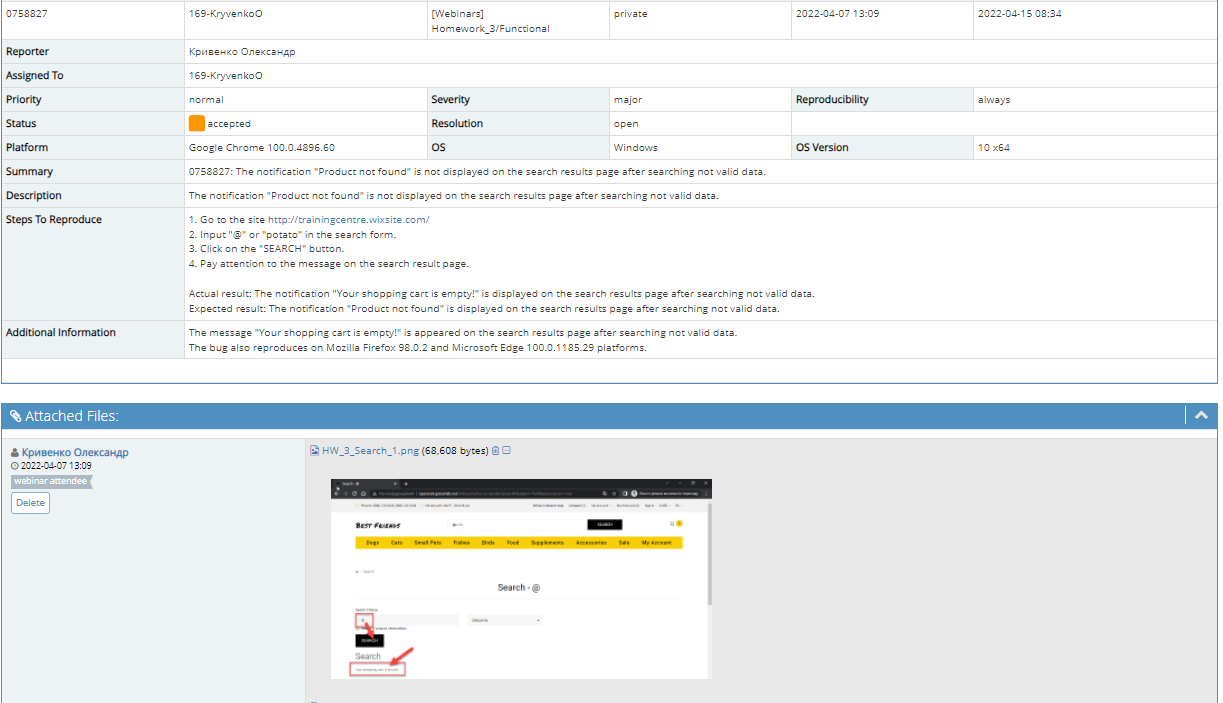 0758827 169-KryvenkoO [Webinars] private 2022-04-07 13:09 2022-04-15 08:34
Homework_3/Functional
Reporter Кривенко Олександр
Assigned To 169-KryvenkoO
Priority normal Severity major Reproducibility always
Status accepted Resolution open
Platform Google Chrome 100.0.4896.60 OS Windows OS Version 10 x64
Summary 0758827: The notification "Product not found" is not displayed on the search results page after searching not valid data.
Description The notification "Product not found" is not displayed on the search results page after searching not valid data.
Steps To Reproduce 1. Go to the site http://trainingcentre.wixsite.com/
2. Input "@" or "potato" in the search form.
3. Click on the "SEARCH" button.
4. Pay attention to the message on the search result page.
Actual result: The notification "Your shopping cart is empty!" is displayed on the search results page after searching not valid data.
Expected result: The notification "Product not found" is displayed on the search results page after searching not valid data.
Additional Information The message "Your shopping cart is empty!" is appeared on the search results page after searching not valid data.
The bug also reproduces on Mozilla Firefox 98.0.2 and Microsoft Edge 100.0.1185.29 platforms.
Attached Files:
Кривенко Олександр
2022-04-07 13:09
webinar attendee
Delete
HW_3_Search_1.png (68,608 bytes)
BEST FRIENDS SEARCH
Dogs Cats Small Pets Fishes Birds Food Supplements Accessories Sale My Account
Search - @
SEARCH
Search
Your shopping cart is empty!